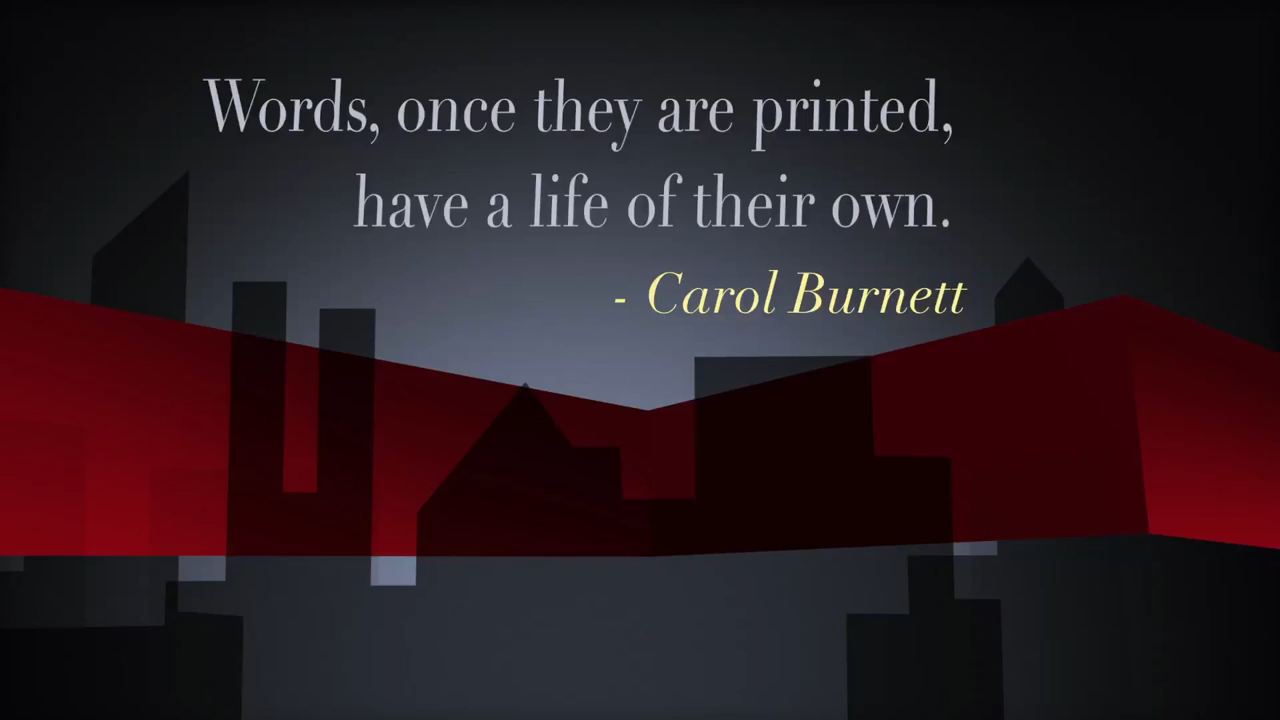 Words, once they are printed,
have a life of their own.
- Carol Burnett